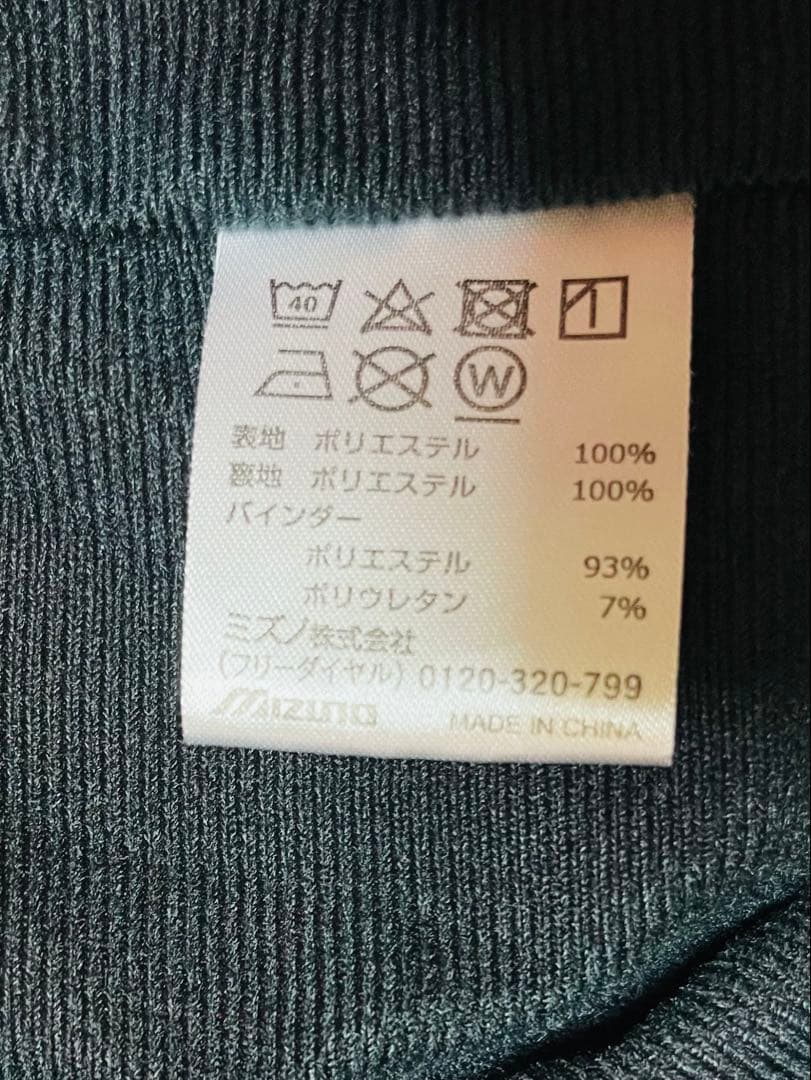 40
W
表地 ポリエステル 100%
裏地 ポリエステル 100%
バインダー
ポリエステル 93%
ポリウレタン 7%
ミズノ株式会社
(フリーダイヤル) 0120-320-799
Mizuno MADE IN CHINA